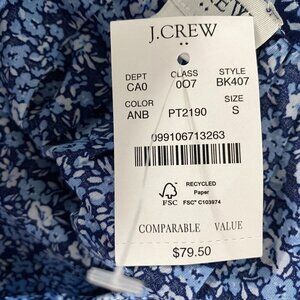 J.CREW
DEPT CLASS STYLE
CA0 0O7 BK407
COLOR SIZE
ANB PT2190 S
099106713263
FSC
RECYCLED
Paper
FSC® C103974
COMPARABLE VALUE
$79.50